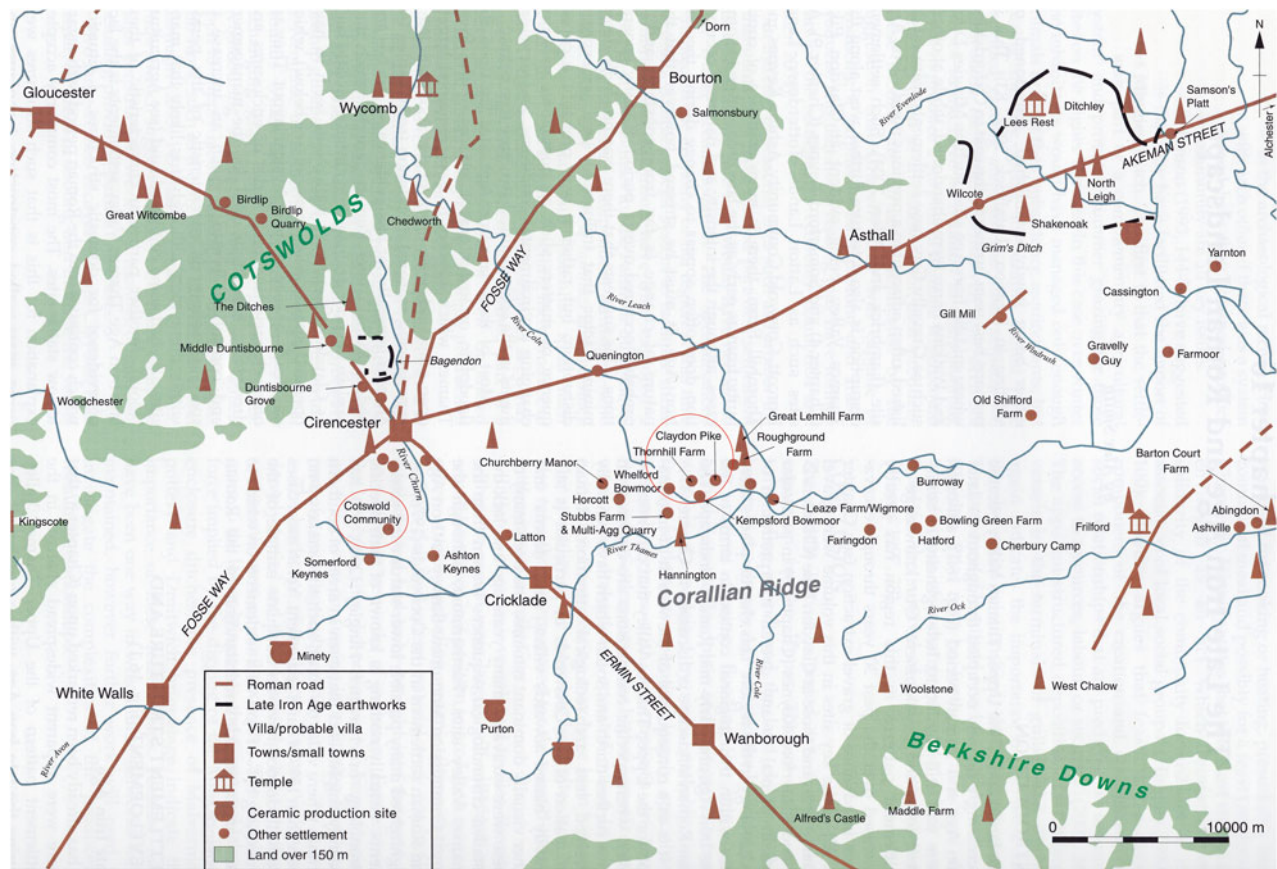 Dorn
N
Gloucester
Wycomb
Bourton
Salmonsbury
River Evenlode
Lees Rest
Ditchley
Samson's
Platt
Alchester
AKEMAN STREET
Birdlip
Birdlip
Quarry
Great Witcombe
Chedworth
Wilcote
North
Leigh
Shakenoak
Asthall
Grim's Ditch
Yarnton
COTSWOLDS
FOSSE WAY
River Leach
Cassington
The Ditches
River Coln
Gill Mill
River Windrush
Middle Duntisbourne
Bagendon
Quenington
Gravelly
Guy
Farmoor
Duntisbourne
Grove
Woodchester
Old Shifford
Farm
Cirencester
Great Lemhill Farm
Claydon Pike
Roughground
Farm
Thornhill Farm
Barton Court
Farm
River Churn
Churchberry Manor
Whelford
Bowmoor
Burroway
Horcott
Leaze Farm/Wigmore
Abingdon
Cotswold
Community
Stubbs Farm
& Multi-Agg Quarry
Kempsford Bowmoor
Bowling Green Farm
Frilford
Ashville
Kingscote
Latton
Faringdon
Hatford
Cherbury Camp
River Thames
Somerford
Keynes
Ashton
Keynes
Hannington
Cricklade
Corallian Ridge
FOSSE WAY
River Ock
Minety
ERMIN STREET
River Cole
White Walls
Woolstone
West Chalow
Purton
Wanborough
Berkshire Downs
River Avon
Alfred's Castle
Maddle Farm
Roman road
Late Iron Age earthworks
Villa/probable villa
Towns/small towns
Temple
Ceramic production site
Other settlement
Land over 150 m
0
10000 m